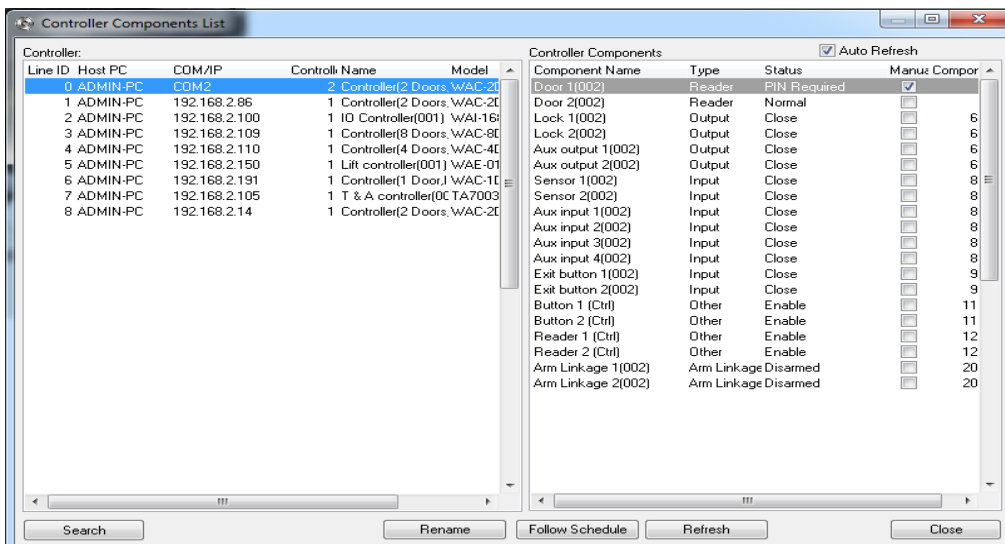 Controller Components List
Controller:
Line ID Host PC COM/IP Controlli Name Model
0 ADMIN-PC COM2 2 Controller(2 Doors, WAC-2D
1 ADMIN-PC 192.168.2.86 1 Controller(2 Doors, WAC-2D
2 ADMIN-PC 192.168.2.100 1 IO Controller(001) WAI-16
3 ADMIN-PC 192.168.2.109 1 Controller(8 Doors, WAC-8D
4 ADMIN-PC 192.168.2.110 1 Controller(4 Doors, WAC-4D
5 ADMIN-PC 192.168.2.150 1 Lift controller(001) WAE-01
6 ADMIN-PC 192.168.2.191 1 Controller(1 Door,I WAC-1D
7 ADMIN-PC 192.168.2.105 1 T & A controller(0C TA7003
8 ADMIN-PC 192.168.2.14 1 Controller(2 Doors, WAC-2D
Search
Rename
Controller Components
Auto Refresh
Component Name Type Status Manua Compor
Door 1(002) Reader PIN Required
Door 2(002) Reader Normal
Lock 1(002) Output Close 6
Lock 2(002) Output Close 6
Aux output 1(002) Output Close 6
Aux output 2(002) Output Close 6
Sensor 1(002) Input Close 8
Sensor 2(002) Input Close 8
Aux input 1(002) Input Close 8
Aux input 2(002) Input Close 8
Aux input 3(002) Input Close 8
Aux input 4(002) Input Close 8
Exit button 1(002) Input Close 9
Exit button 2(002) Input Close 9
Button 1 (Ctrl) Other Enable 11
Button 2 (Ctrl) Other Enable 11
Reader 1 (Ctrl) Other Enable 12
Reader 2 (Ctrl) Other Enable 12
Arm Linkage 1(002) Arm Linkage Disarmed 20
Arm Linkage 2(002) Arm Linkage Disarmed 20
Follow Schedule
Refresh
Close